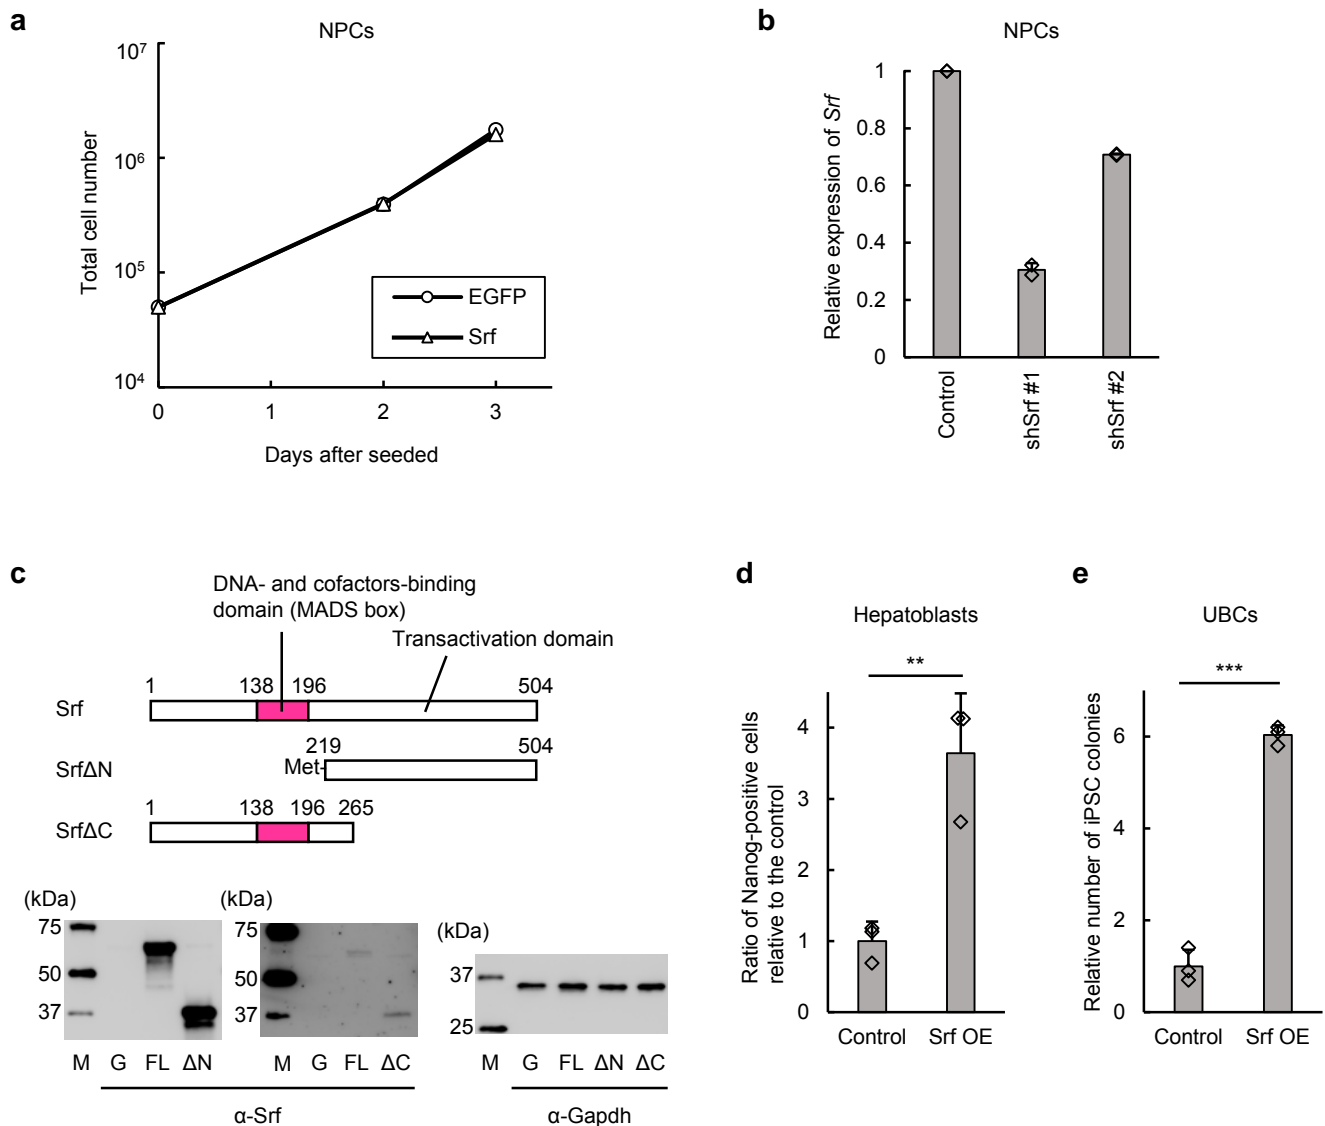 a
NPCs
10⁷
10⁶
10⁵
10⁴
Total cell number
EGFP
Srf
0 1 2 3
Days after seeded
b
NPCs
Relative expression of Srf
1
0.8
0.6
0.4
0.2
0
Control
shSrf #1
shSrf #2
c
DNA- and cofactors-binding
domain (MADS box)
Transactivation domain
1 138 196 504
Srf
219 504
SrfΔN Met-
1 138 196 265
SrfΔC
(kDa)
75
50
37
M G FL ΔN
(kDa)
75
50
37
M G FL ΔC
α-Srf
(kDa)
37
25
M G FL ΔN ΔC
α-Gapdh
d
Hepatoblasts
**
Ratio of Nanog-positive cells
relative to the control
4
3
2
1
0
Control Srf OE
e
UBCs
***
Relative number of iPSC colonies
6
4
2
0
Control Srf OE